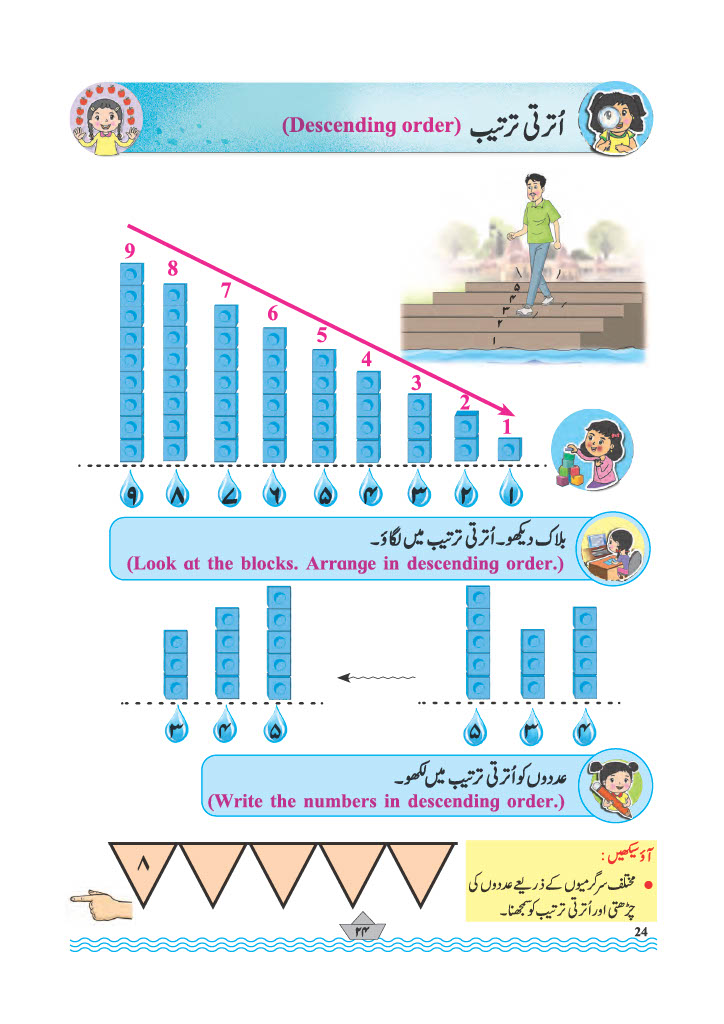 اُترتی ترتیب (Descending order)
9
8
7
6
5
4
3
2
1
۵
۴
۳
۲
۱
۹ ۸ ۷ ۶ ۵ ۴ ۳ ۲ ۱
بلاک دیکھو۔ اُترتی ترتیب میں لگاؤ۔
(Look at the blocks. Arrange in descending order.)
۳ ۴ ۵
۵ ۳ ۴
عددوں کو اُترتی ترتیب میں لکھو۔
(Write the numbers in descending order.)
۸
آؤ سیکھیں :
● مختلف سرگرمیوں کے ذریعے عددوں کی
چڑھتی اور اُترتی ترتیب کو سمجھنا۔
۲۴
24